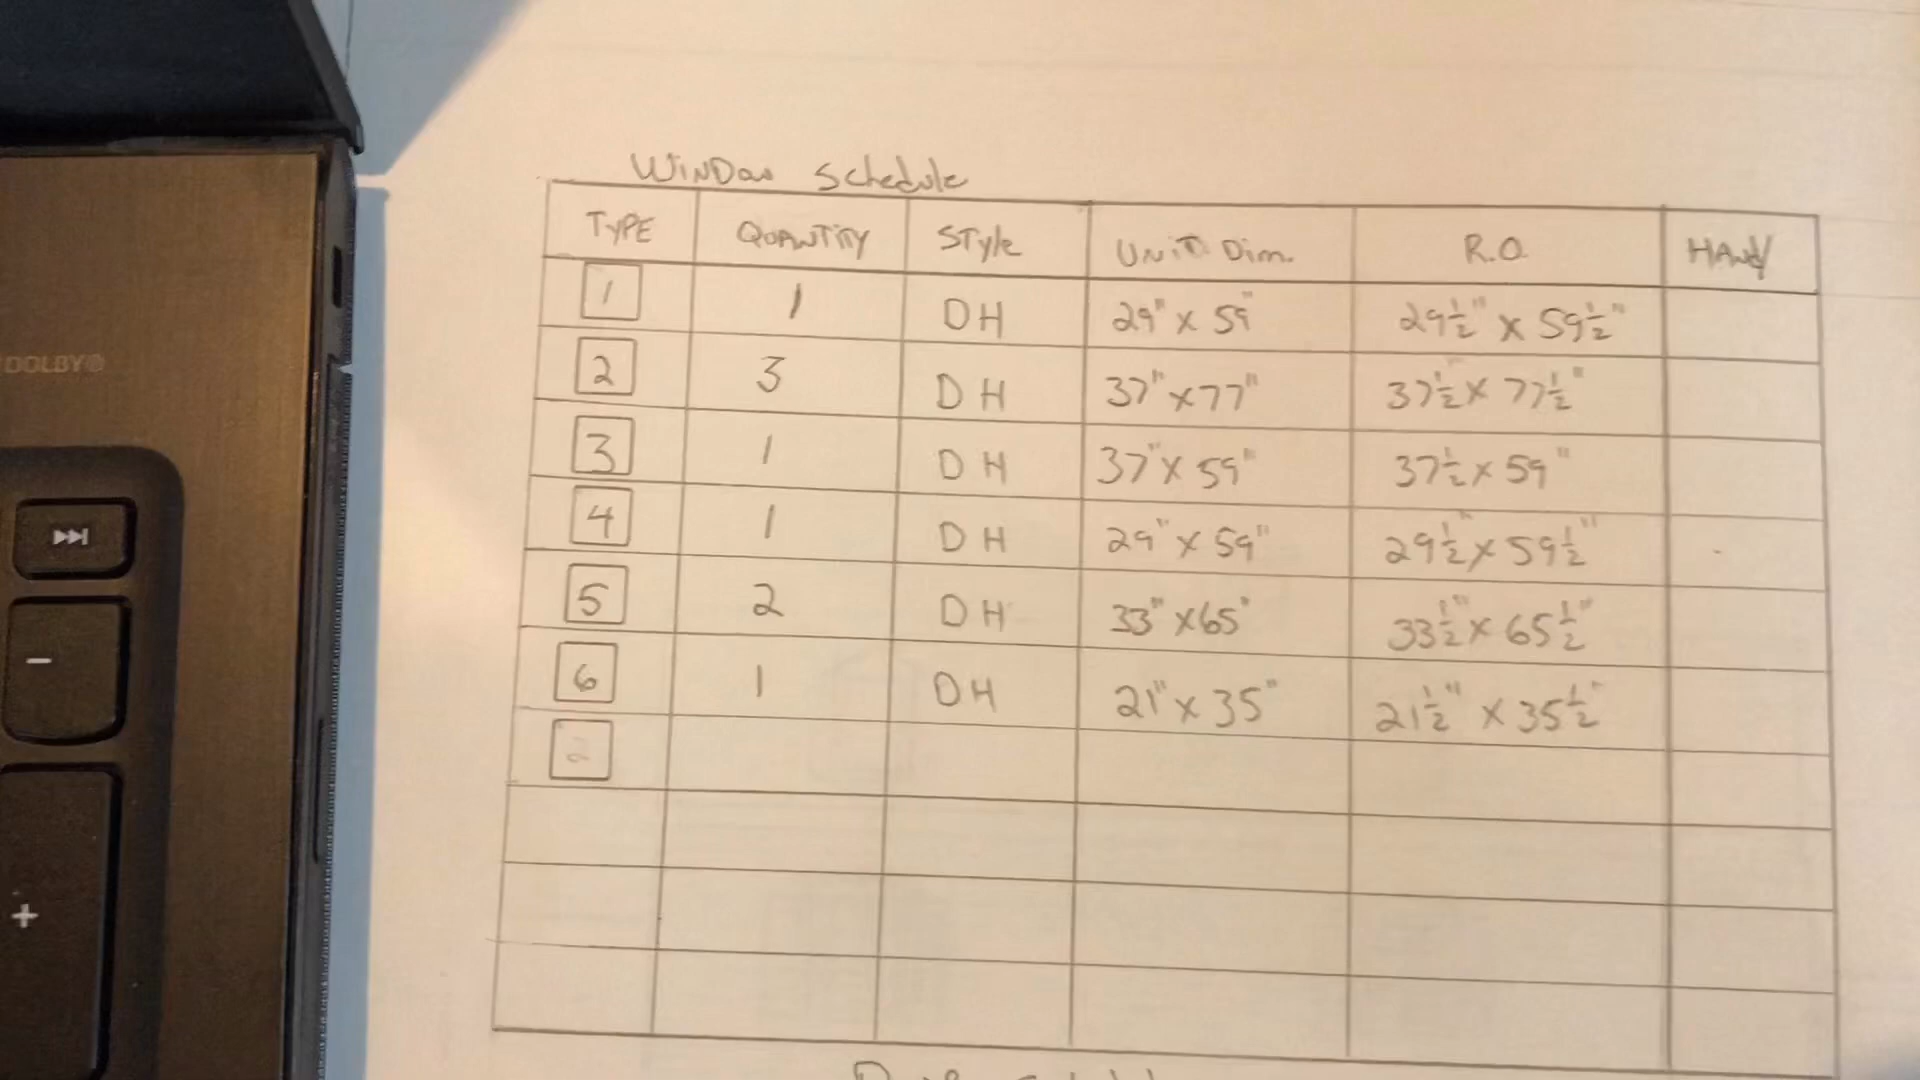 WINDOW SCHEDULE
TYPE QUANTITY STYLE UNIT DIM. R.O. HAND
1 1 DH 29" X 59" 29½" X 59½"
2 3 DH 37" X 77" 37½" X 77½"
3 1 DH 37" X 59" 37½ X 59"
4 1 DH 29" X 59" 29½" X 59½"
5 2 DH 33" X 65" 33½" X 65½"
6 1 DH 21" X 35" 21½" X 35½"
DOLBY®
−
+